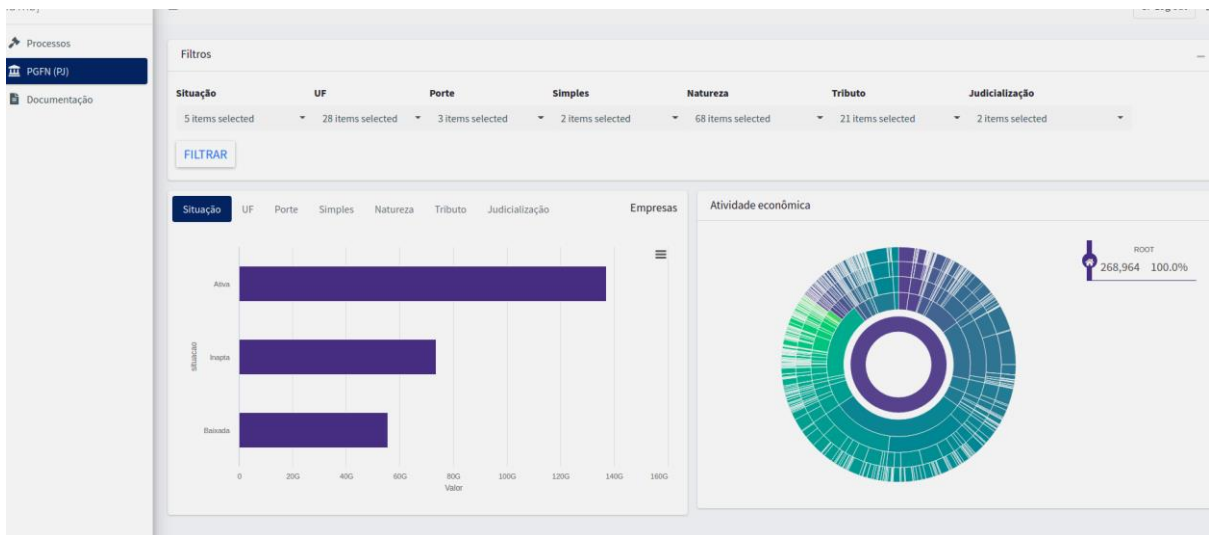 Processos
PGFN (PJ)
Documentação
Filtros
Situação UF Porte Simples Natureza Tributo Judicialização
5 items selected 28 items selected 3 items selected 2 items selected 68 items selected 21 items selected 2 items selected
FILTRAR
Situação UF Porte Simples Natureza Tributo Judicialização Empresas
Ativa
Inapta
Baixada
situacao
0 20G 40G 60G 80G 100G 120G 140G 160G
Valor
Atividade econômica
ROOT
268,964 100.0%